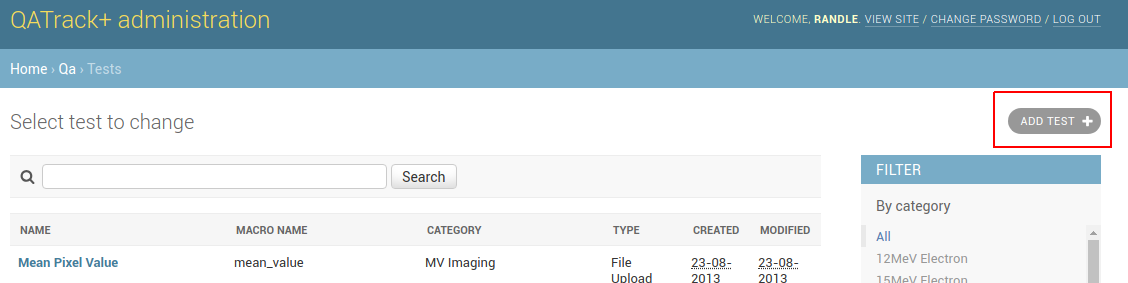 QATrack+ administration
WELCOME, RANDLE. VIEW SITE / CHANGE PASSWORD / LOG OUT
Home › Qa › Tests
Select test to change
ADD TEST
Search
FILTER
By category
All
12MeV Electron
15MeV Electron
NAME MACRO NAME CATEGORY TYPE CREATED MODIFIED
Mean Pixel Value mean_value MV Imaging File 23-08- 23-08-
Upload 2013 2013